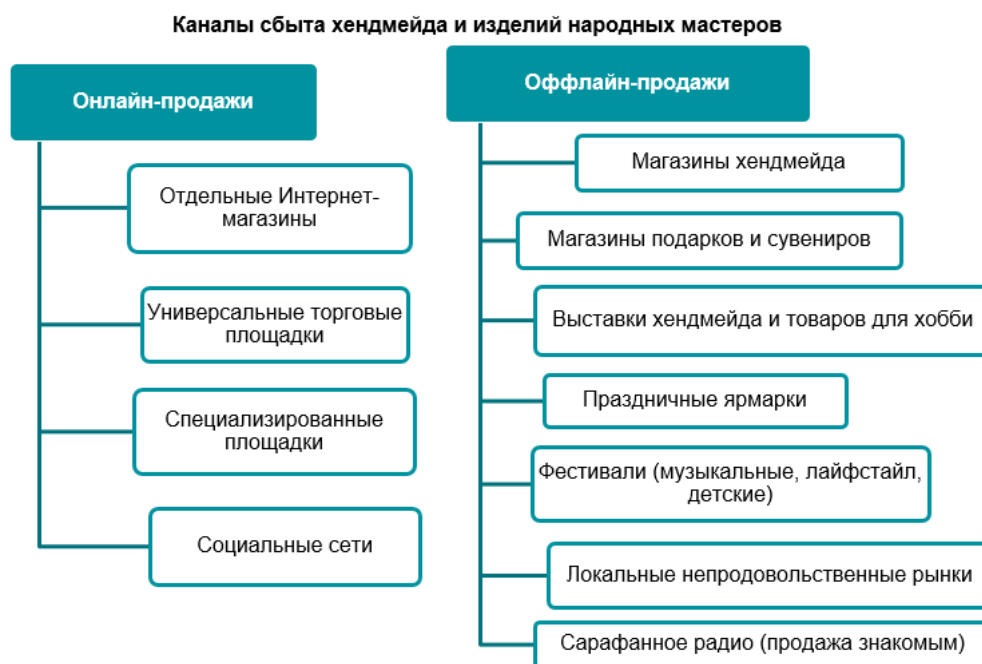 Каналы сбыта хендмейда и изделий народных мастеров
Онлайн-продажи
Отдельные Интернет-
магазины
Универсальные торговые
площадки
Специализированные
площадки
Социальные сети
Оффлайн-продажи
Магазины хендмейда
Магазины подарков и сувениров
Выставки хендмейда и товаров для хобби
Праздничные ярмарки
Фестивали (музыкальные, лайфстайл,
детские)
Локальные непродовольственные рынки
Сарафанное радио (продажа знакомым)